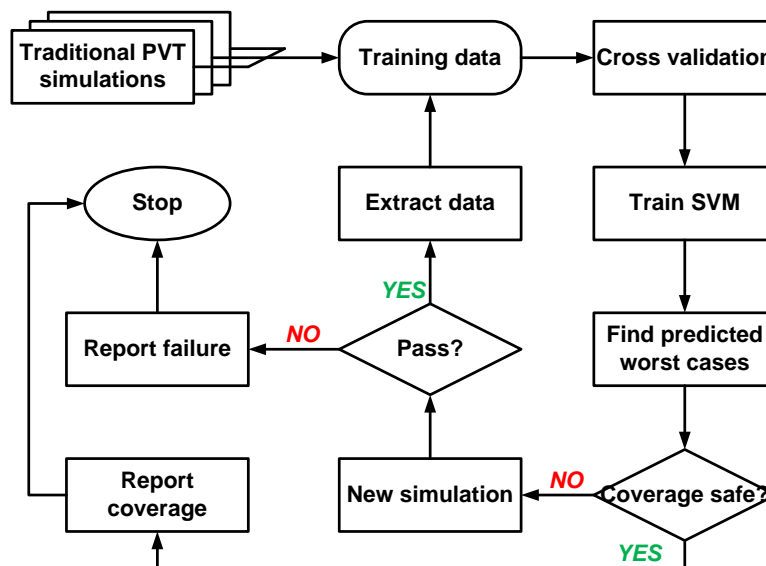 Traditional PVT
simulations
Training data
Cross validation
Stop
Extract data
Train SVM
YES
Report failure
NO
Pass?
Find predicted
worst cases
Report
coverage
New simulation
NO
Coverage safe?
YES